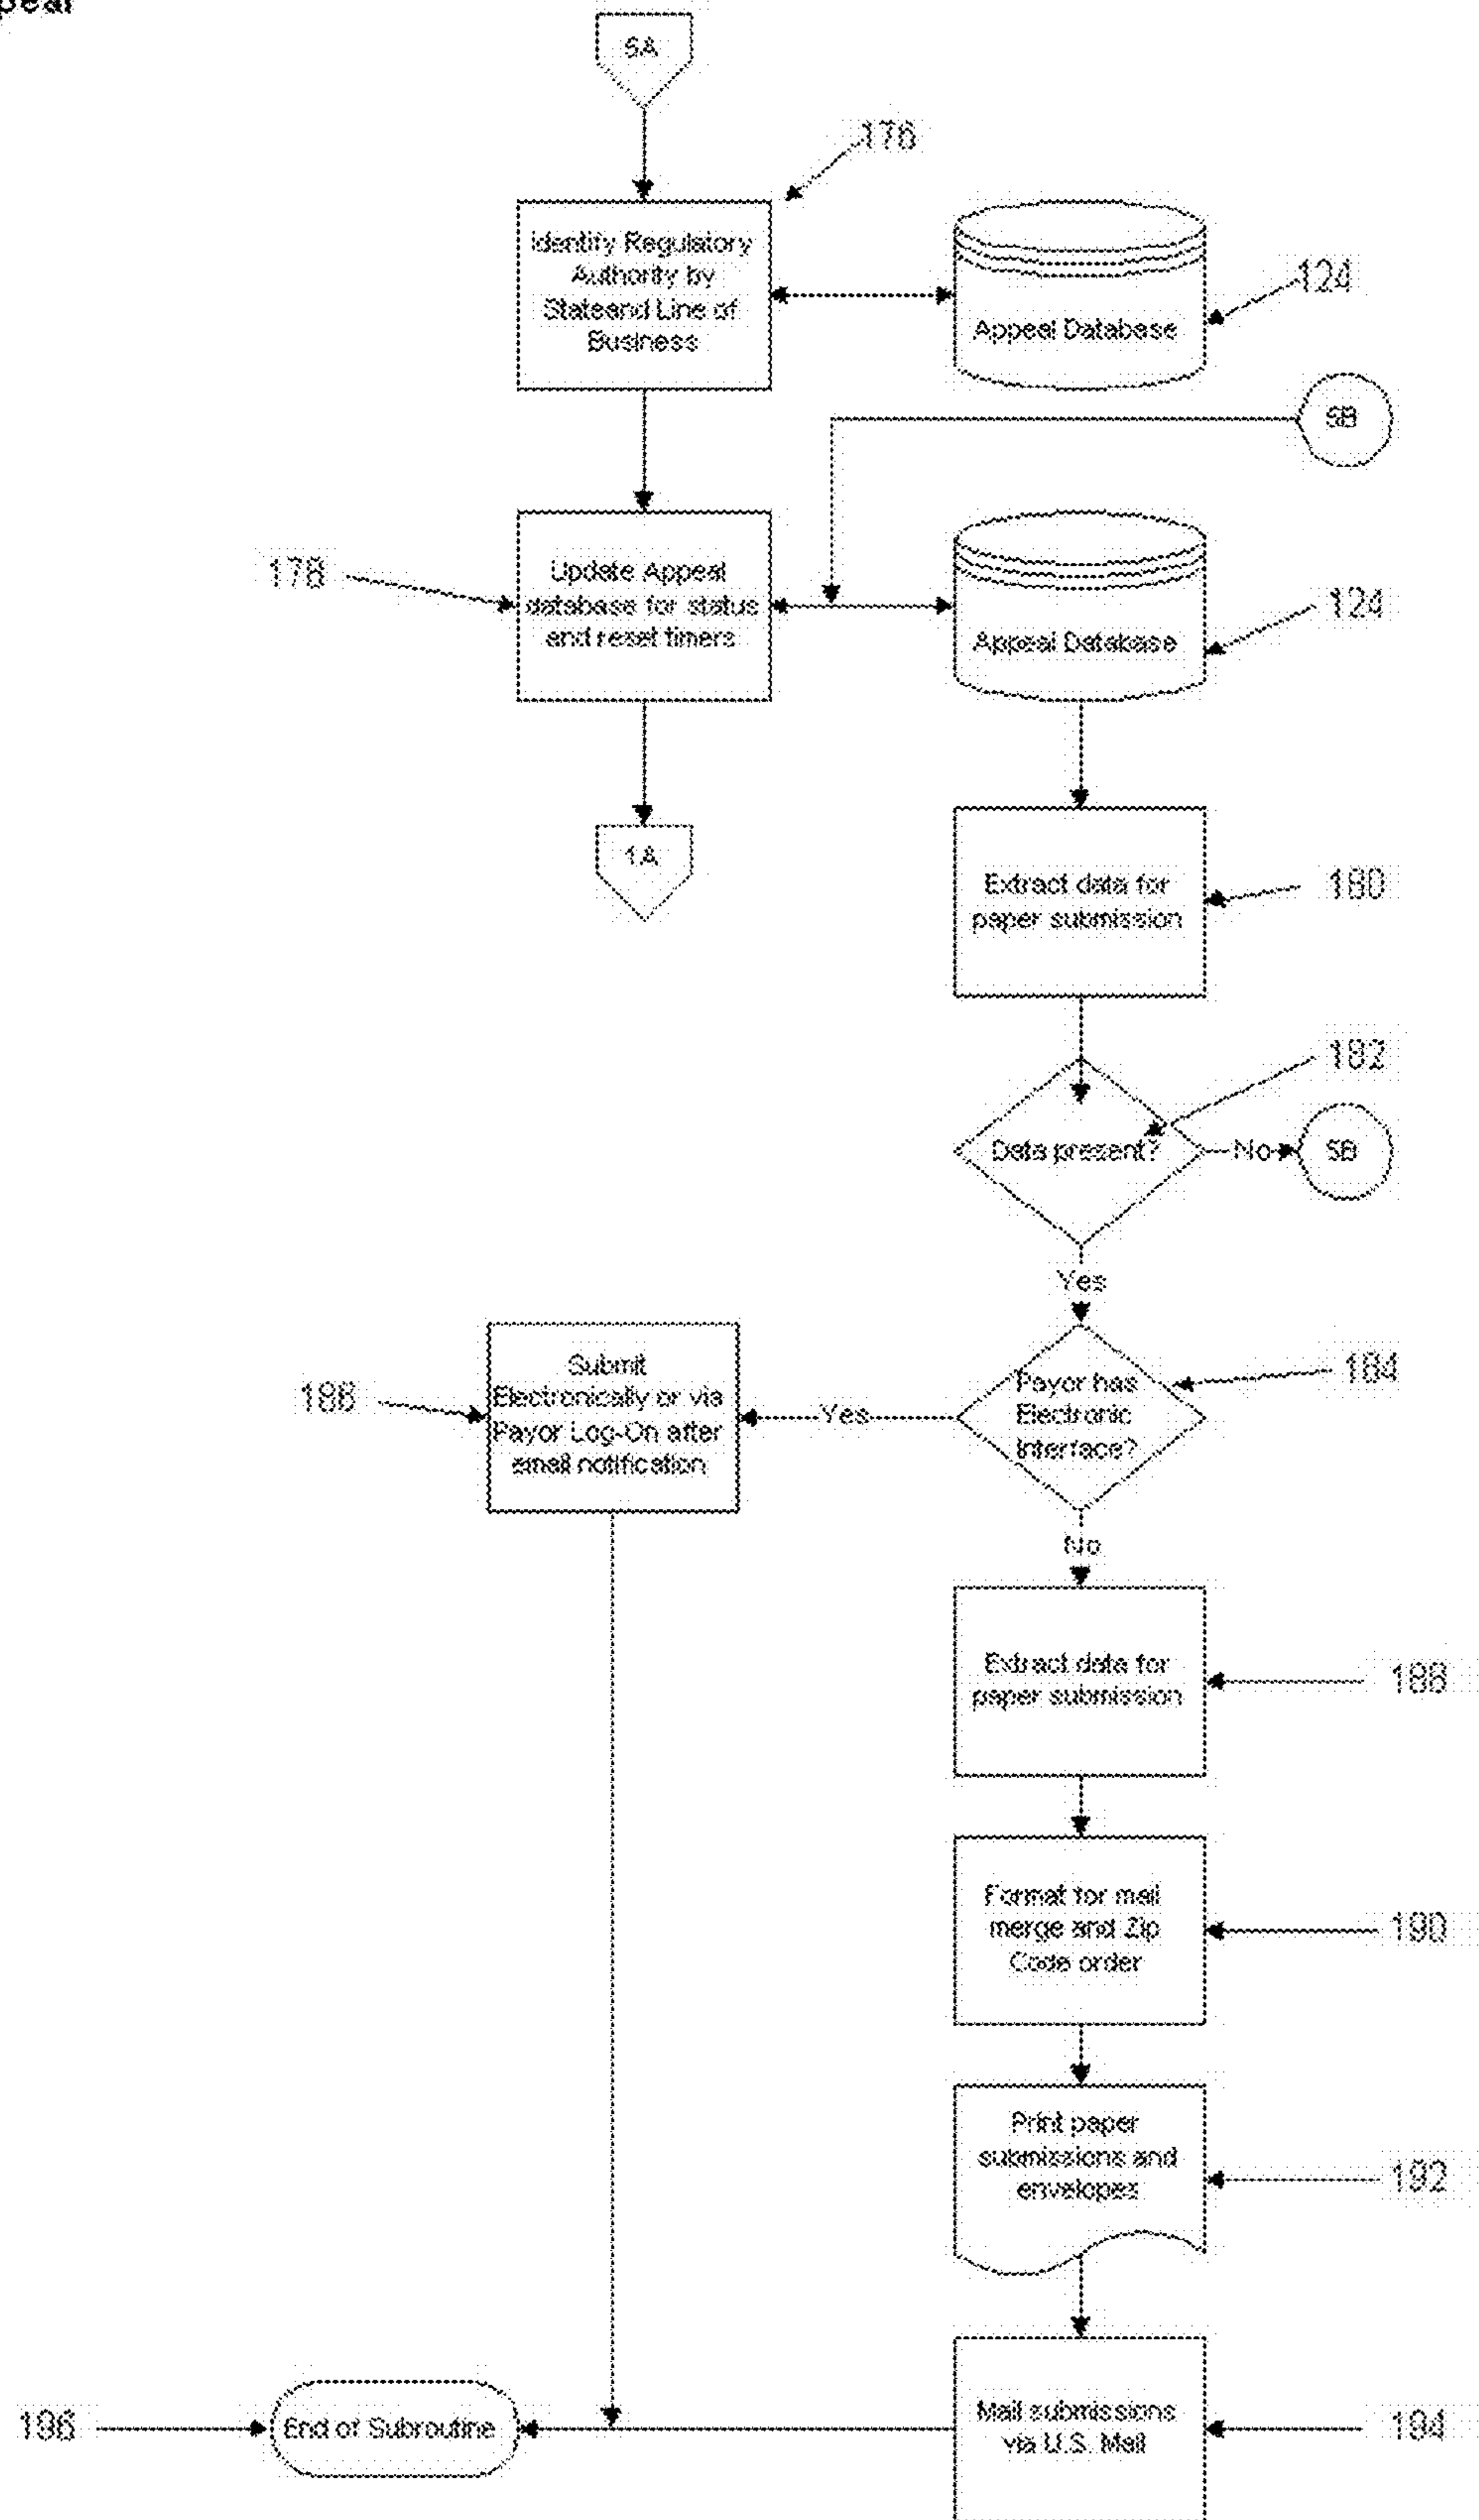 5A
176
Identify Regulatory
Authority by
Stateand Line of
Business
Appeal Database
124
5B
178
Update Appeal
database for status
and reset timers
Appeal Database
124
1A
Extract data for
paper submission
180
182
Data present?
No
5B
Yes
Submit
Electronically or via
Payor Log-On after
email notification
186
Yes
Payor has
Electronic
Interface?
184
No
Extract data for
paper submission
188
Format for mail
merge and Zip
Code order
190
Print paper
submissions and
envelopes
192
196
End of Subroutine
Mail submissions
via U.S. Mail
194